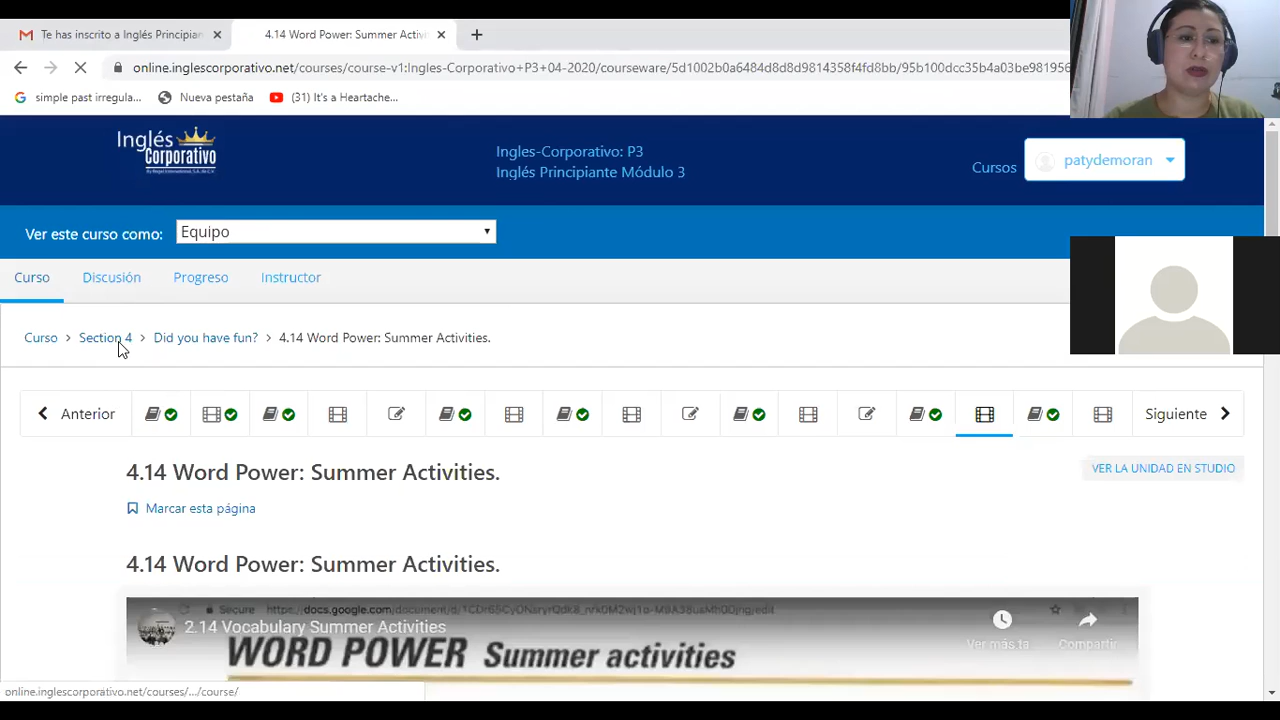 Te has inscrito a Inglés Principian
4.14 Word Power: Summer Activi
online.inglescorporativo.net/courses/course-v1:Ingles-Corporativo+P3+04-2020/courseware/5d1002b0a6484d8d8d9814358f4fd8bb/95b100dcc35b4a03be981956
simple past irregula...
Nueva pestaña
(31) It's a Heartache...
Inglés
Corporativo
Ingles-Corporativo: P3
Inglés Principiante Módulo 3
Cursos
patydemoran
Ver este curso como:
Equipo
Curso
Discusión
Progreso
Instructor
Curso > Section 4 > Did you have fun? > 4.14 Word Power: Summer Activities.
Anterior
Siguiente
4.14 Word Power: Summer Activities.
VER LA UNIDAD EN STUDIO
Marcar esta página
4.14 Word Power: Summer Activities.
2.14 Vocabulary Summer Activities
Ver más ta
Compartir
WORD POWER Summer activities
online.inglescorporativo.net/courses/.../course/